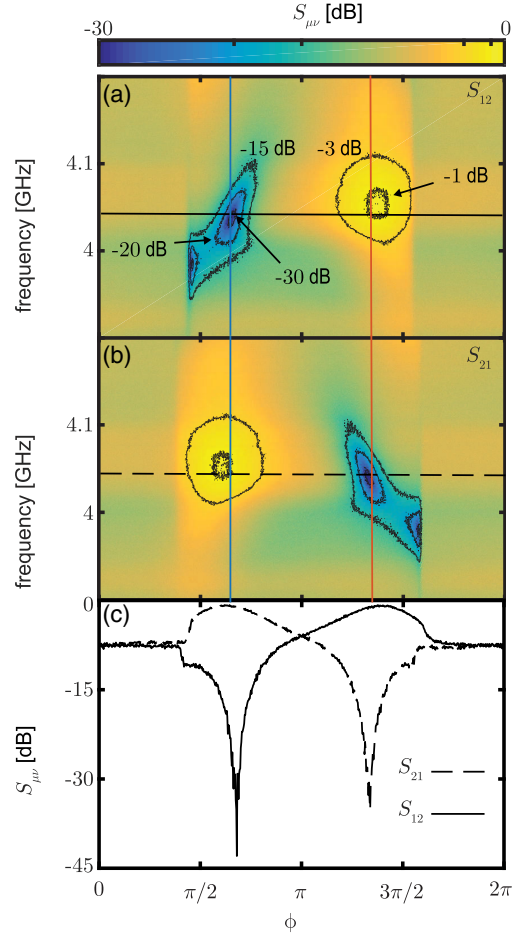 S_{μν} [dB]
-30 0
(a) S_{12}
-15 dB -3 dB
-1 dB
-20 dB
-30 dB
4.1
4
frequency [GHz]
(b) S_{21}
4.1
4
frequency [GHz]
(c)
0
-15
-30
-45
S_{μν} [dB]
S_{21}
S_{12}
0 π/2 π 3π/2 2π
ϕ